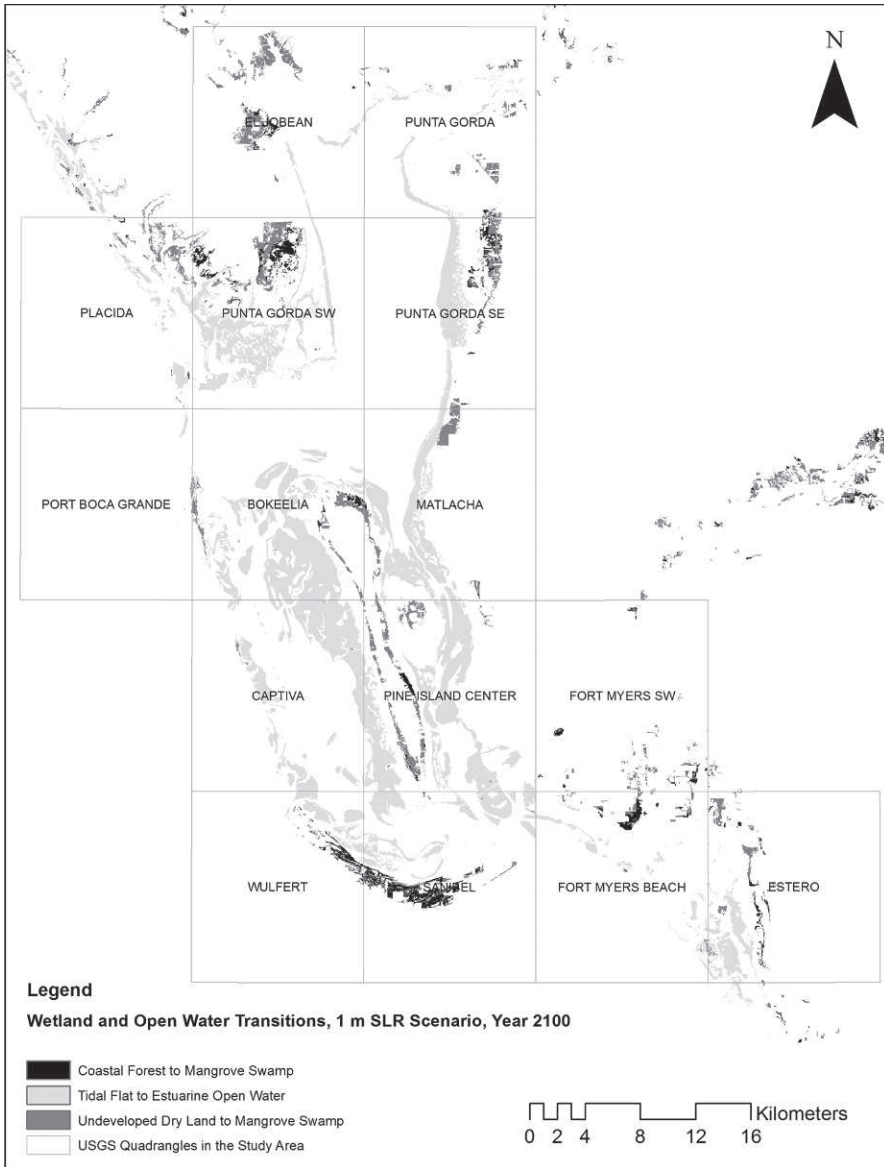 N
EL JOBEAN
PUNTA GORDA
PLACIDA
PUNTA GORDA SW
PUNTA GORDA SE
PORT BOCA GRANDE
BOKEELIA
MATLACHA
CAPTIVA
PINE ISLAND CENTER
FORT MYERS SW
WULFERT
SANIBEL
FORT MYERS BEACH
ESTERO
Legend
Wetland and Open Water Transitions, 1 m SLR Scenario, Year 2100
Coastal Forest to Mangrove Swamp
Tidal Flat to Estuarine Open Water
Undeveloped Dry Land to Mangrove Swamp
USGS Quadrangles in the Study Area
Kilometers
0 2 4 8 12 16